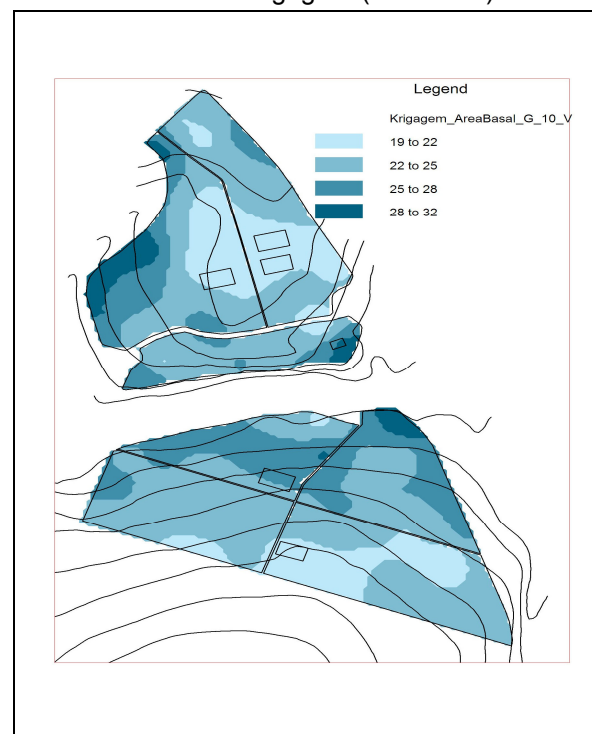 Legend
Krigagem_AreaBasal_G_10_V
19 to 22
22 to 25
25 to 28
28 to 32